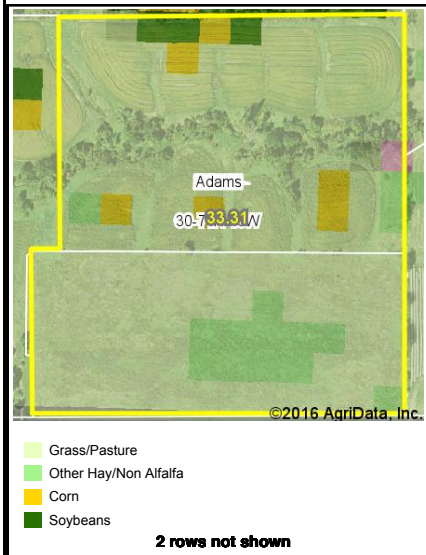 Adams
33.31
©2016 AgriData, Inc.
Grass/Pasture
Other Hay/Non Alfalfa
Corn
Soybeans
2 rows not shown